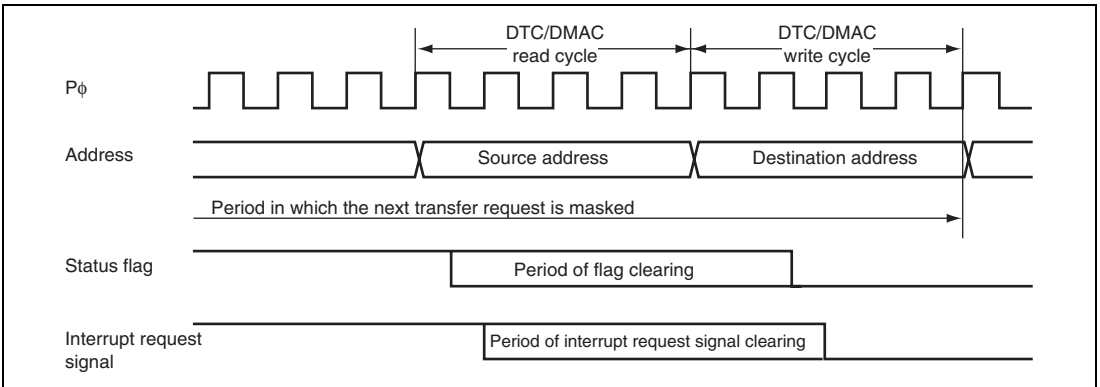 DTC/DMAC
read cycle
DTC/DMAC
write cycle
Pϕ
Address
Source address
Destination address
Period in which the next transfer request is masked
Status flag
Period of flag clearing
Interrupt request
signal
Period of interrupt request signal clearing